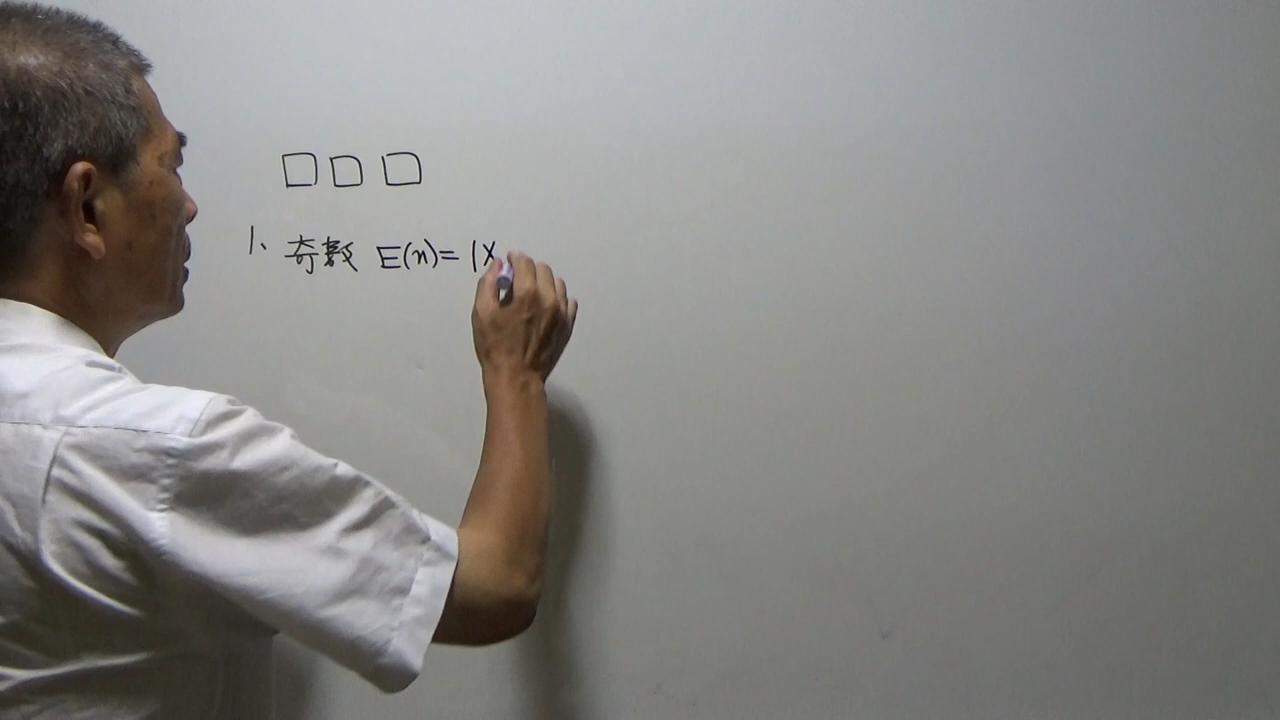 □ □ □
1、奇數 E(n)= 1×